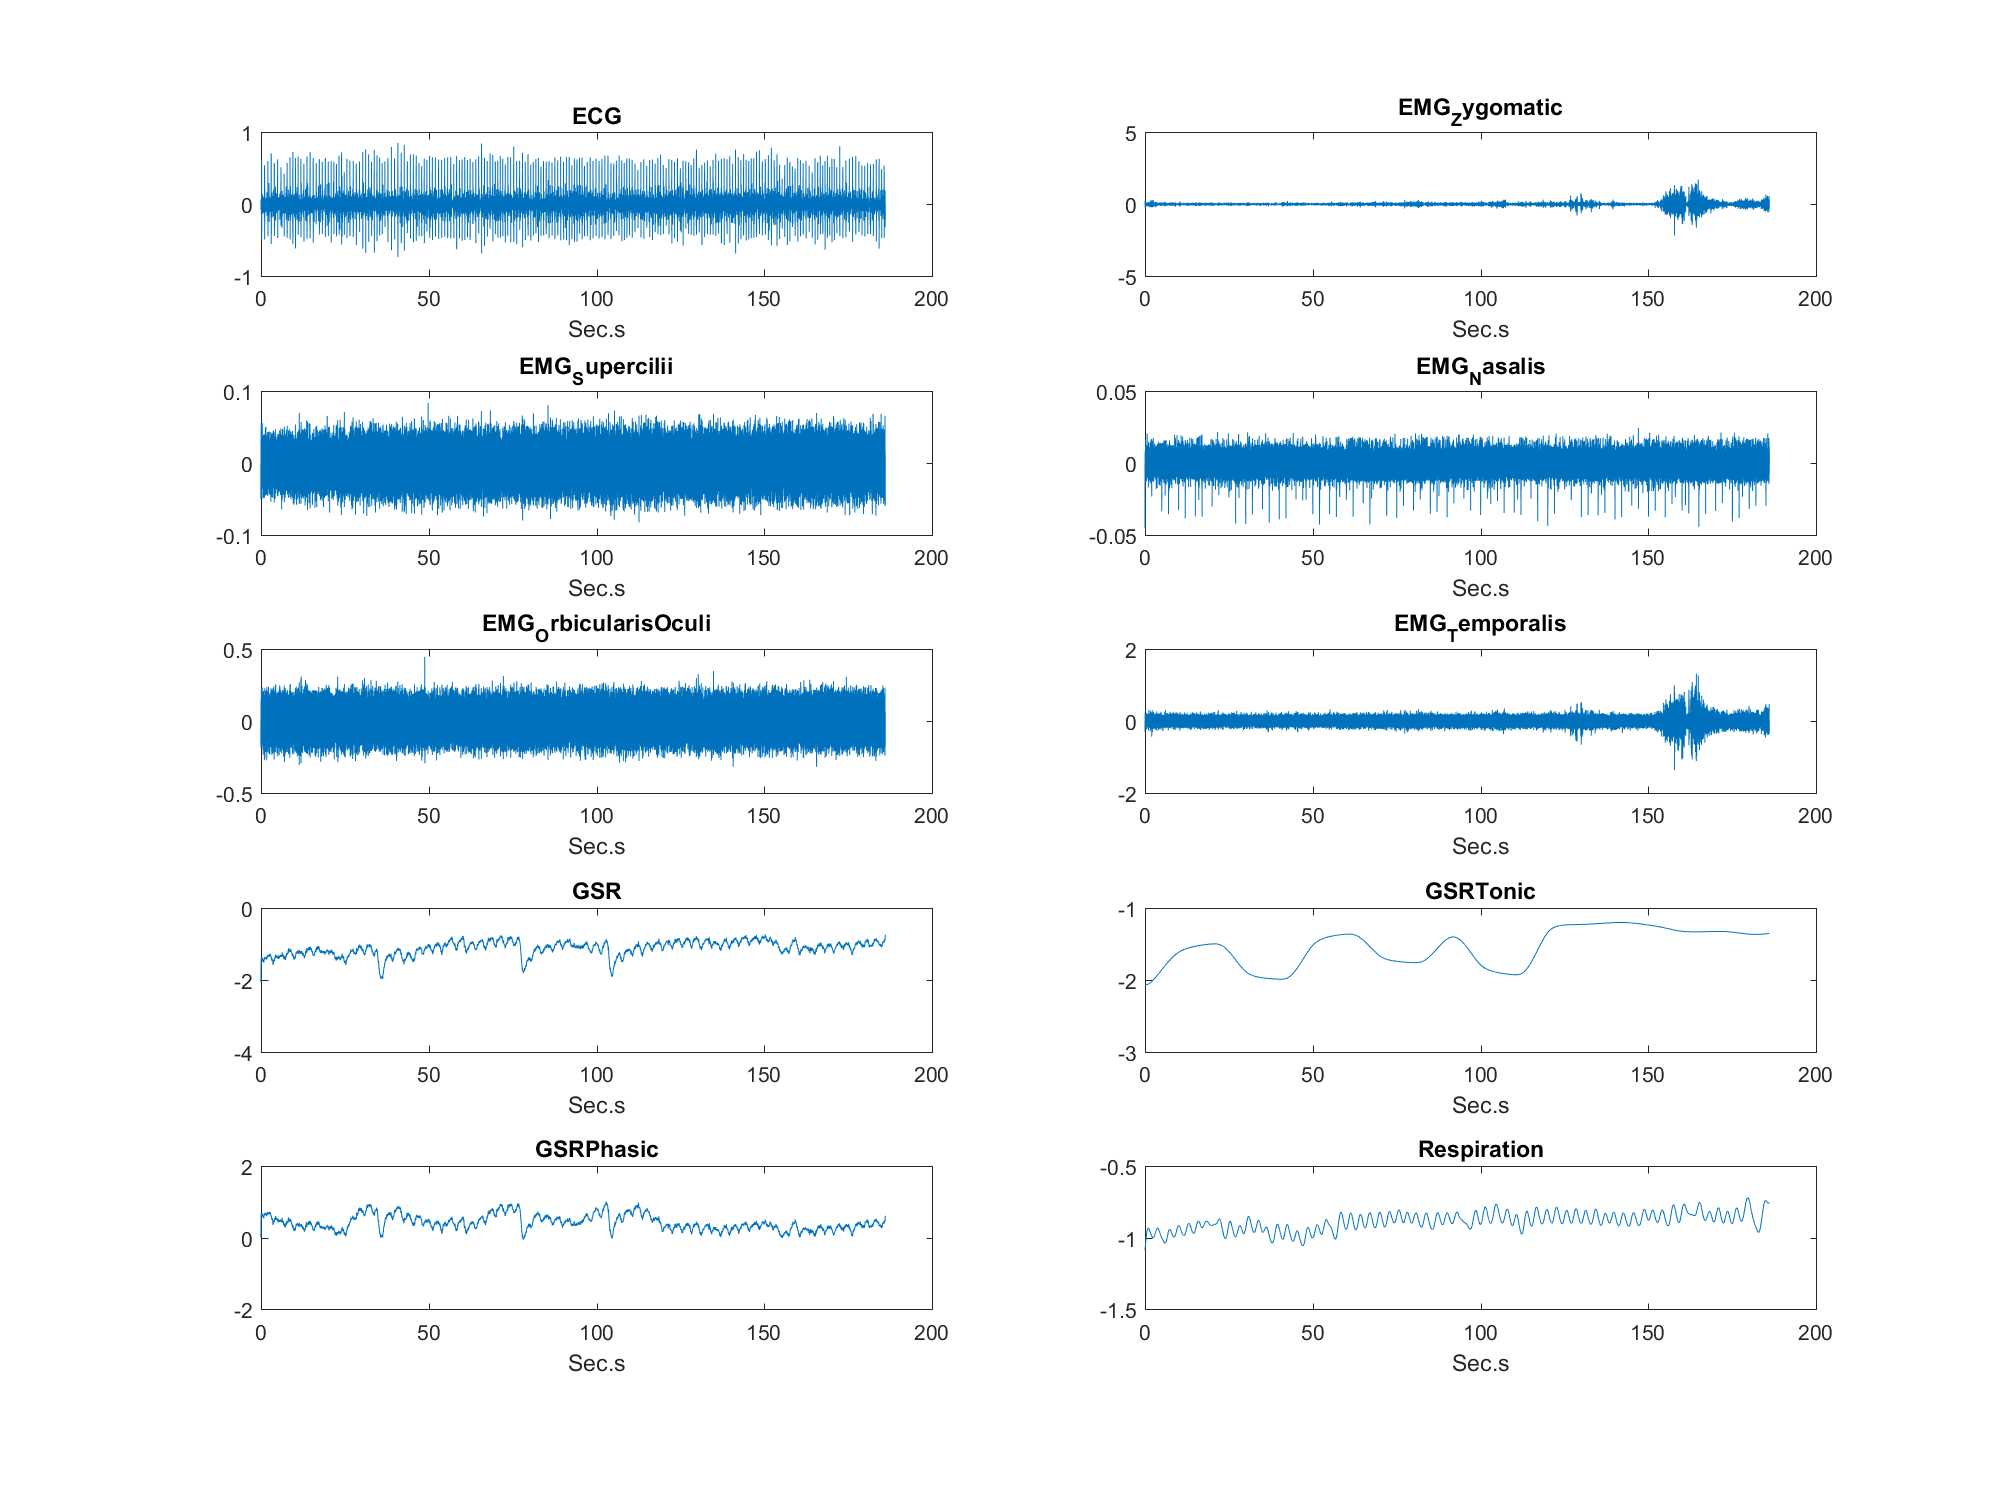 ECG
1
0
-1
0 50 100 150 200
Sec.s
EMG_Zygomatic
5
0
-5
0 50 100 150 200
Sec.s
EMG_Supercilii
0.1
0
-0.1
0 50 100 150 200
Sec.s
EMG_Nasalis
0.05
0
-0.05
0 50 100 150 200
Sec.s
EMG_OrbicularisOculi
0.5
0
-0.5
0 50 100 150 200
Sec.s
EMG_Temporalis
2
0
-2
0 50 100 150 200
Sec.s
GSR
0
-2
-4
0 50 100 150 200
Sec.s
GSRTonic
-1
-2
-3
0 50 100 150 200
Sec.s
GSRPhasic
2
0
-2
0 50 100 150 200
Sec.s
Respiration
-0.5
-1
-1.5
0 50 100 150 200
Sec.s